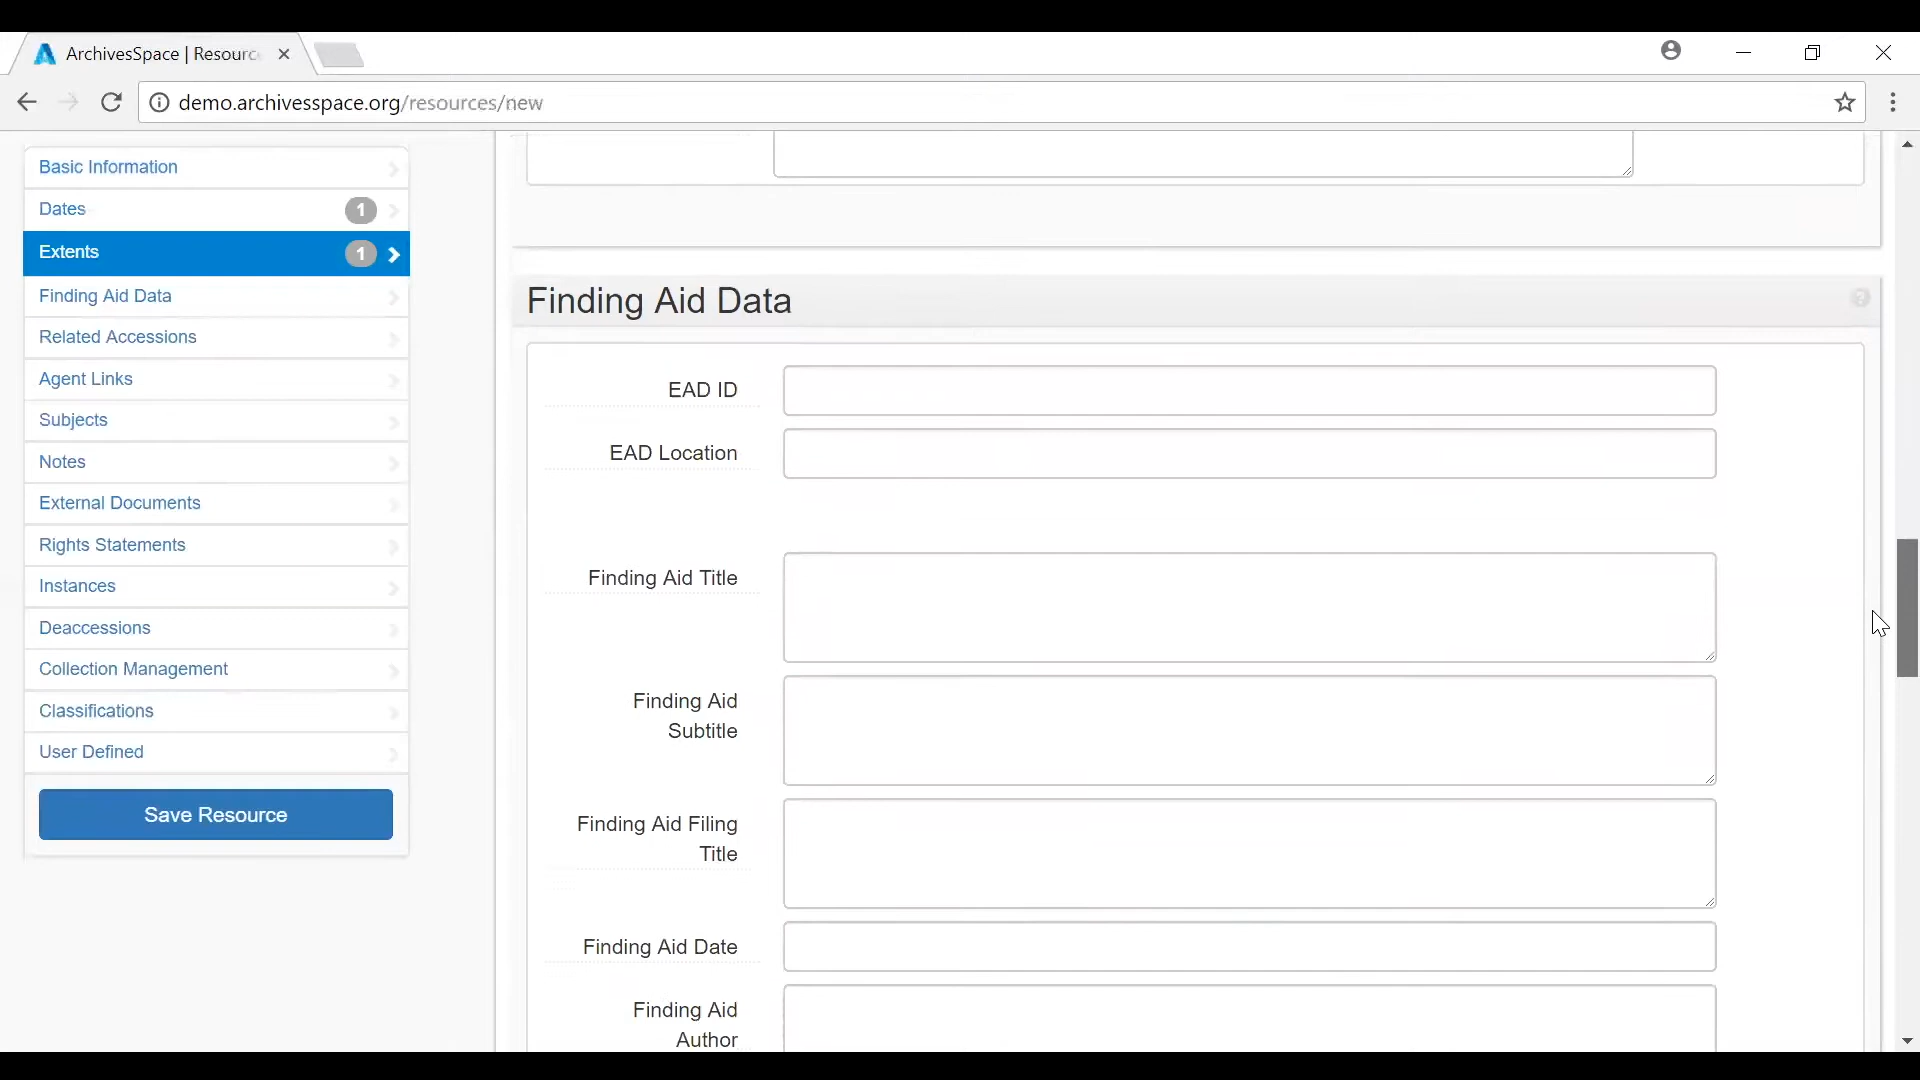 ArchivesSpace | Resourc
demo.archivesspace.org/resources/new
Basic Information
Dates 1
Extents 1
Finding Aid Data
Related Accessions
Agent Links
Subjects
Notes
External Documents
Rights Statements
Instances
Deaccessions
Collection Management
Classifications
User Defined
Save Resource
Finding Aid Data
EAD ID
EAD Location
Finding Aid Title
Finding Aid
Subtitle
Finding Aid Filing
Title
Finding Aid Date
Finding Aid
Author